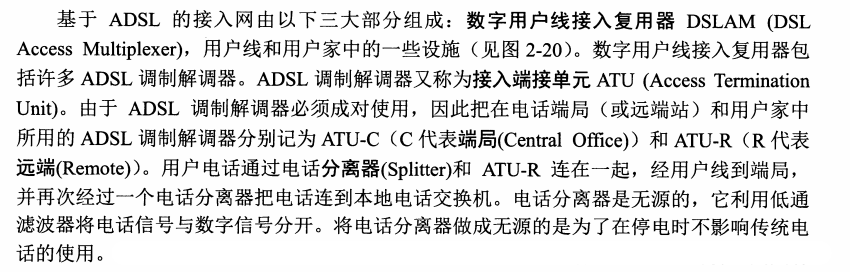 基于 ADSL 的接入网由以下三大部分组成：数字用户线接入复用器 DSLAM (DSL
Access Multiplexer)，用户线和用户家中的一些设施（见图 2-20）。数字用户线接入复用器包
括许多 ADSL 调制解调器。ADSL 调制解调器又称为接入端接单元 ATU (Access Termination
Unit)。由于 ADSL 调制解调器必须成对使用，因此把在电话端局（或远端站）和用户家中
所用的 ADSL 调制解调器分别记为 ATU-C（C 代表端局(Central Office)）和 ATU-R（R 代表
远端(Remote)）。用户电话通过电话分离器(Splitter)和 ATU-R 连在一起，经用户线到端局，
并再次经过一个电话分离器把电话连到本地电话交换机。电话分离器是无源的，它利用低通
滤波器将电话信号与数字信号分开。将电话分离器做成无源的是为了在停电时不影响传统电
话的使用。